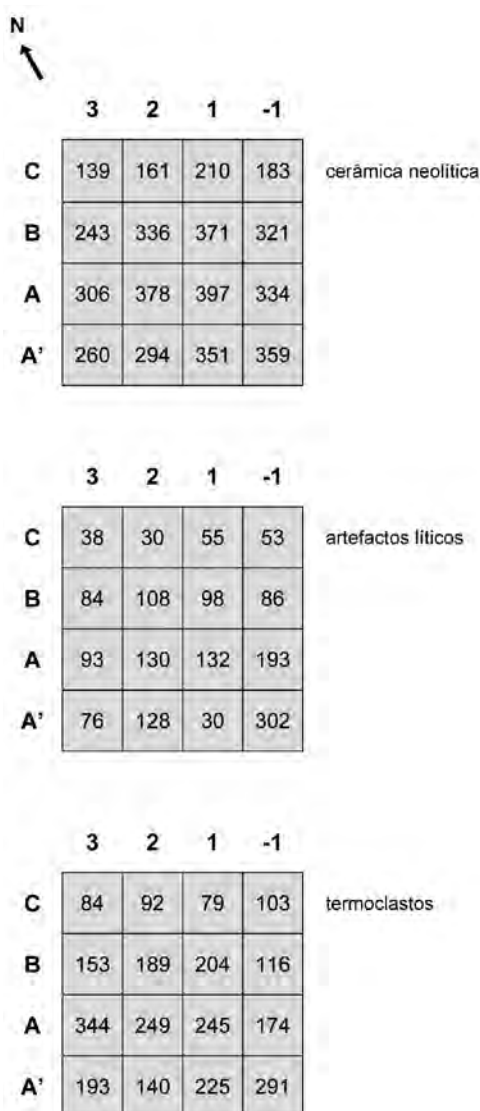 N
3 2 1 -1
C 139 161 210 183 cerâmica neolítica
B 243 336 371 321
A 306 378 397 334
A' 260 294 351 359
3 2 1 -1
C 38 30 55 53 artefactos líticos
B 84 108 98 86
A 93 130 132 193
A' 76 128 30 302
3 2 1 -1
C 84 92 79 103 termoclastos
B 153 189 204 116
A 344 249 245 174
A' 193 140 225 291